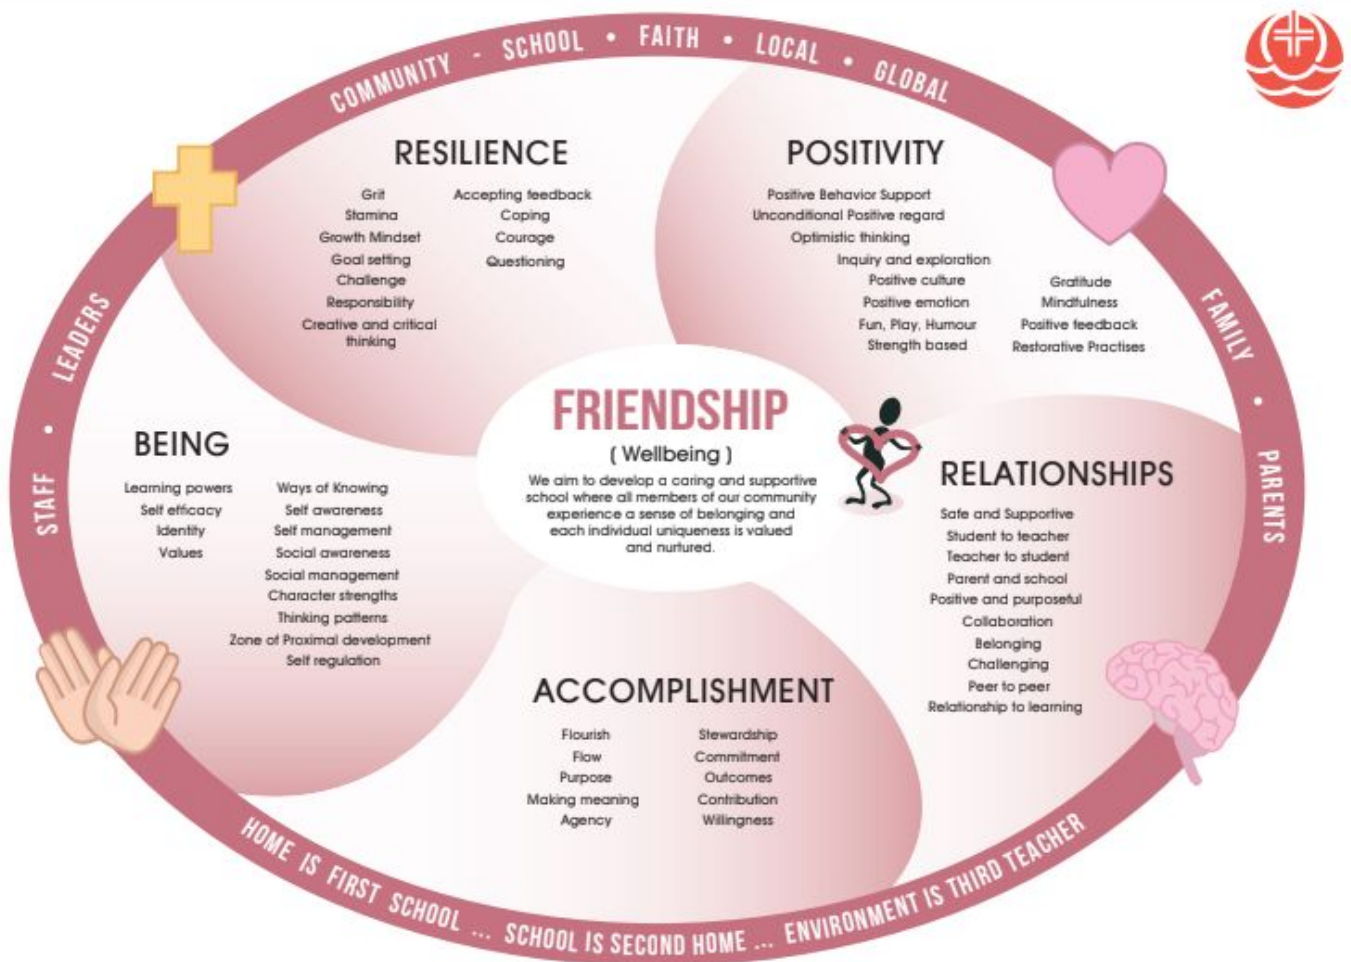 COMMUNITY - SCHOOL • FAITH • LOCAL • GLOBAL
FAMILY • PARENTS
STAFF • LEADERS
RESILIENCE
Grit
Stamina
Growth Mindset
Goal setting
Challenge
Responsibility
Creative and critical
thinking
Accepting feedback
Coping
Courage
Questioning
POSITIVITY
Positive Behavior Support
Unconditional Positive regard
Optimistic thinking
Inquiry and exploration
Positive culture
Positive emotion
Fun, Play, Humour
Strength based
Gratitude
Mindfulness
Positive feedback
Restorative Practises
FRIENDSHIP
( Wellbeing )
We aim to develop a caring and supportive
school where all members of our community
experience a sense of belonging and
each individual uniqueness is valued
and nurtured.
BEING
Learning powers
Self efficacy
Identity
Values
Ways of Knowing
Self awareness
Self management
Social awareness
Social management
Character strengths
Thinking patterns
Zone of Proximal development
Self regulation
RELATIONSHIPS
Safe and Supportive
Student to teacher
Teacher to student
Parent and school
Positive and purposeful
Collaboration
Belonging
Challenging
Peer to peer
Relationship to learning
ACCOMPLISHMENT
Flourish
Flow
Purpose
Making meaning
Agency
Stewardship
Commitment
Outcomes
Contribution
Willingness
HOME IS FIRST SCHOOL ... SCHOOL IS SECOND HOME ... ENVIRONMENT IS THIRD TEACHER